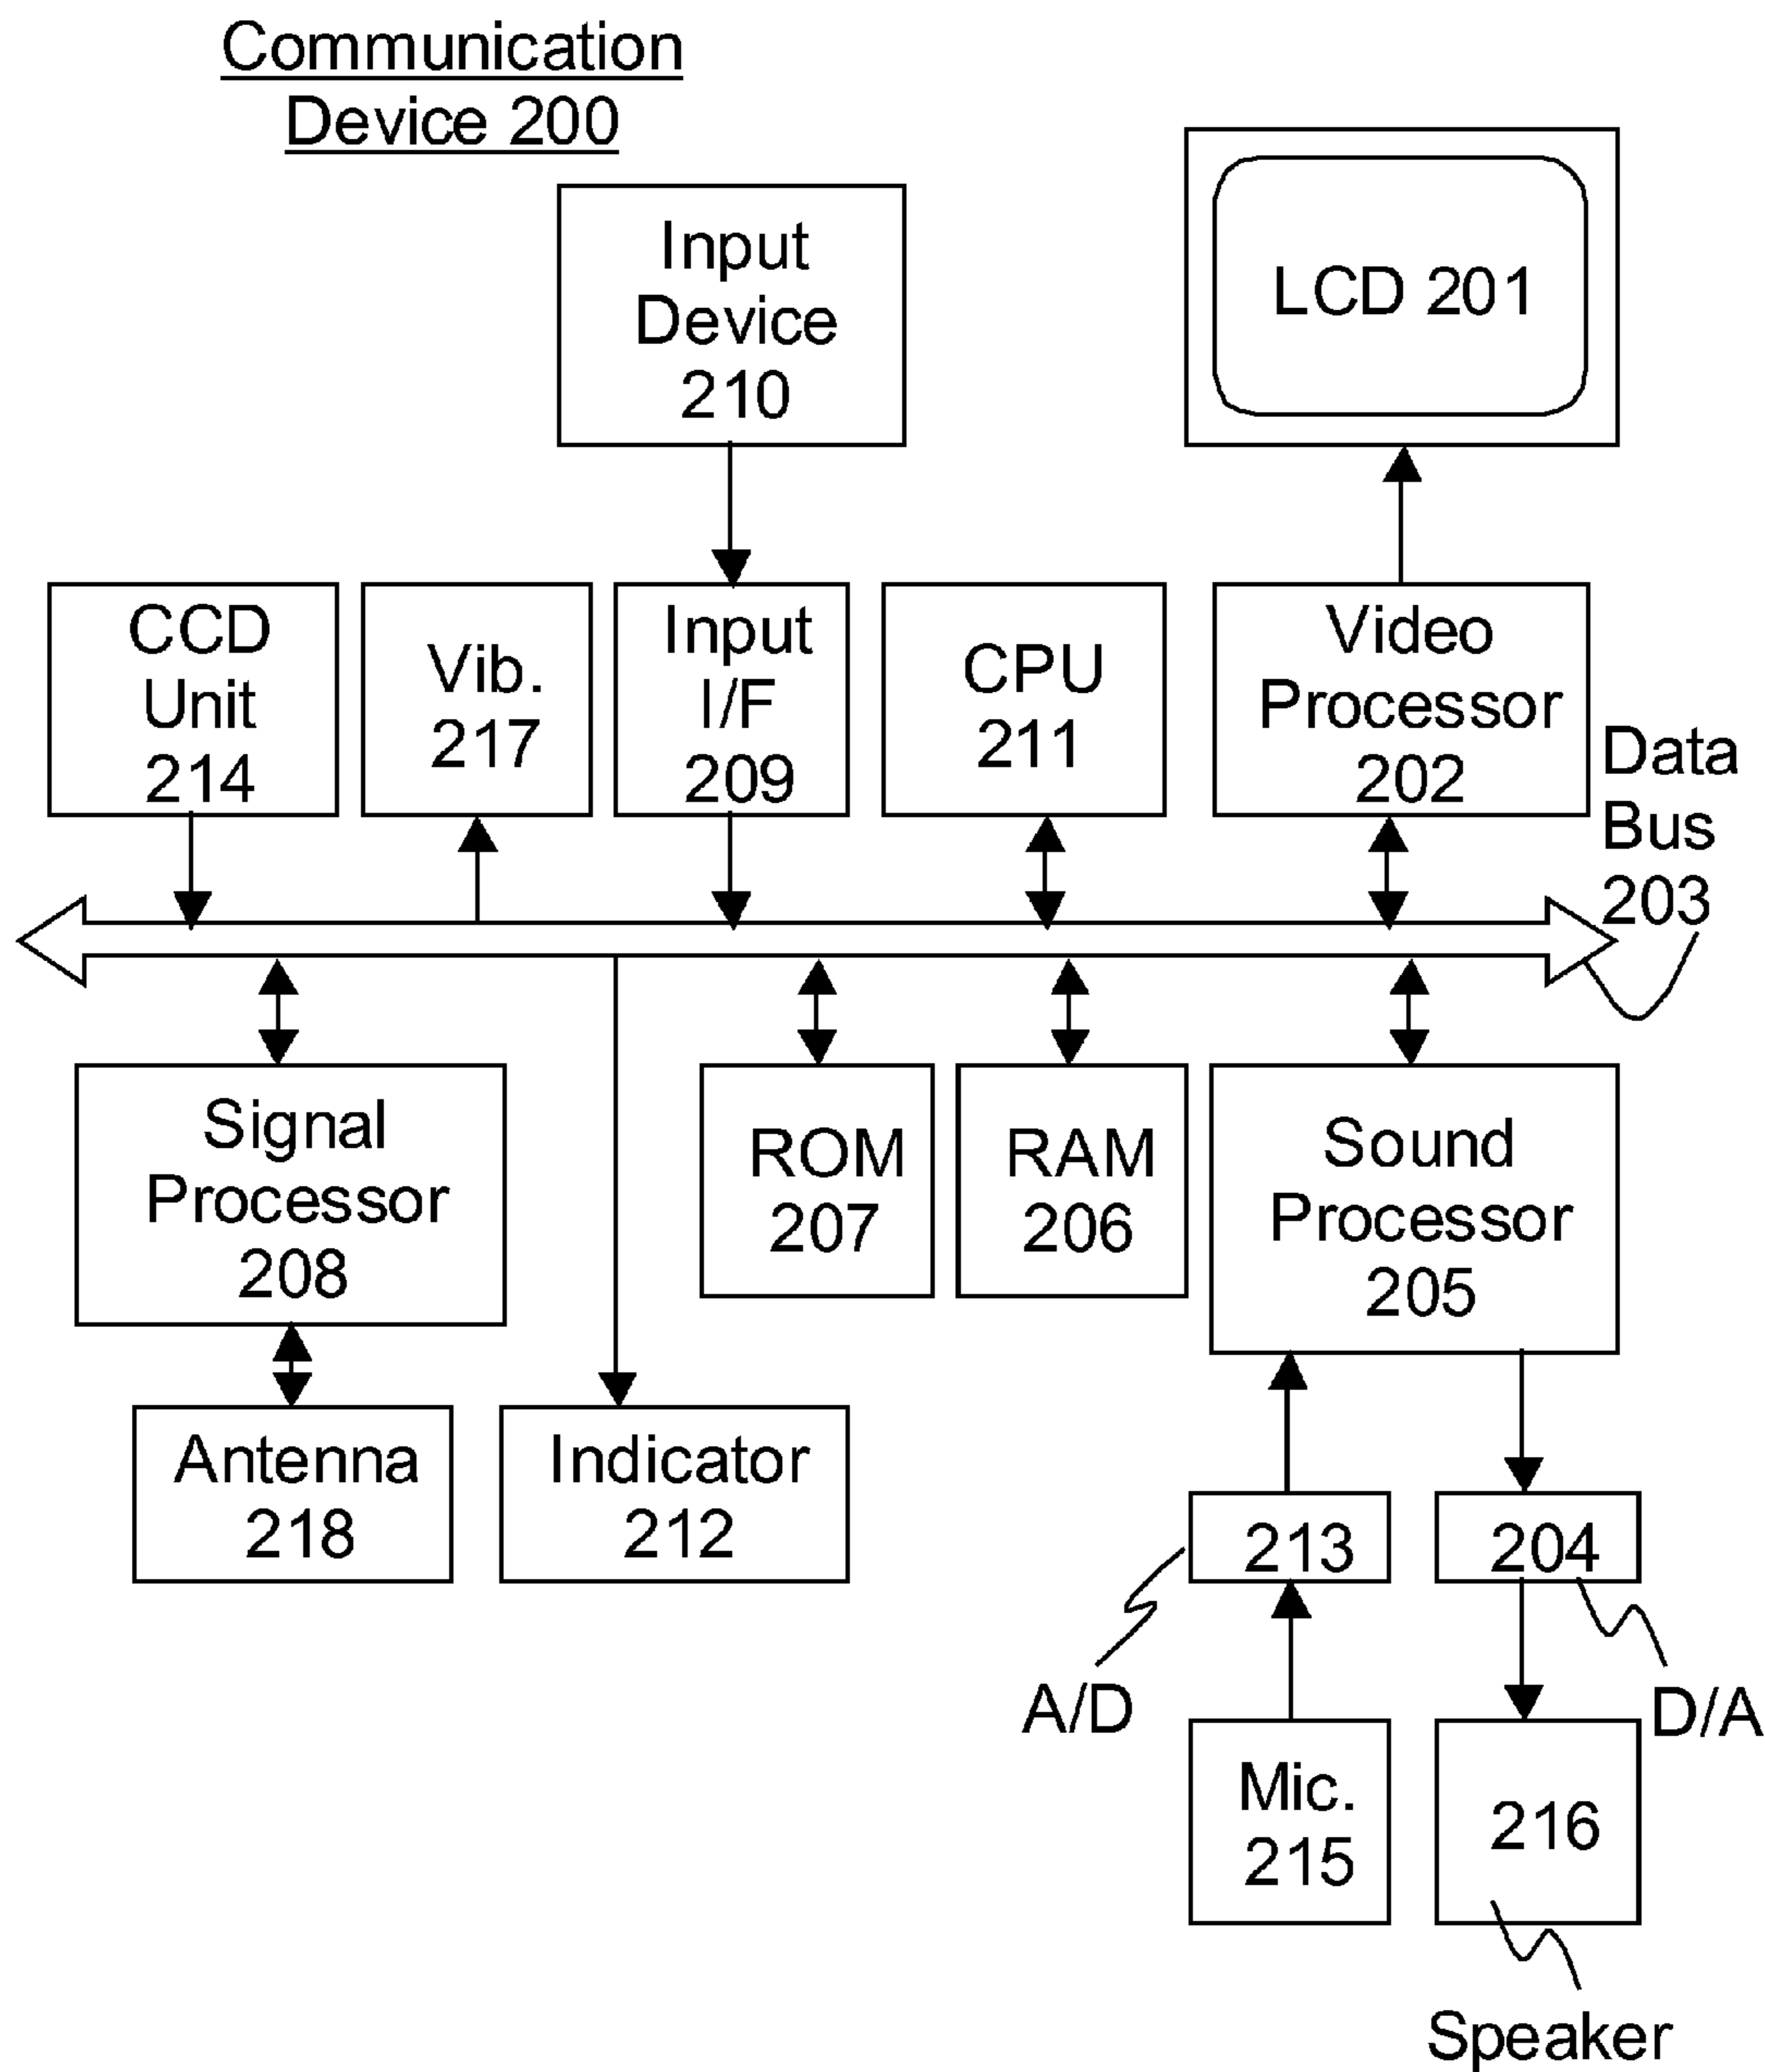 Communication
Device 200
Input
Device
210
LCD 201
CCD
Unit
214
Vib.
217
Input
I/F
209
CPU
211
Video
Processor
202
Data
Bus
203
Signal
Processor
208
ROM
207
RAM
206
Sound
Processor
205
Antenna
218
Indicator
212
213
204
A/D
D/A
Mic.
215
216
Speaker